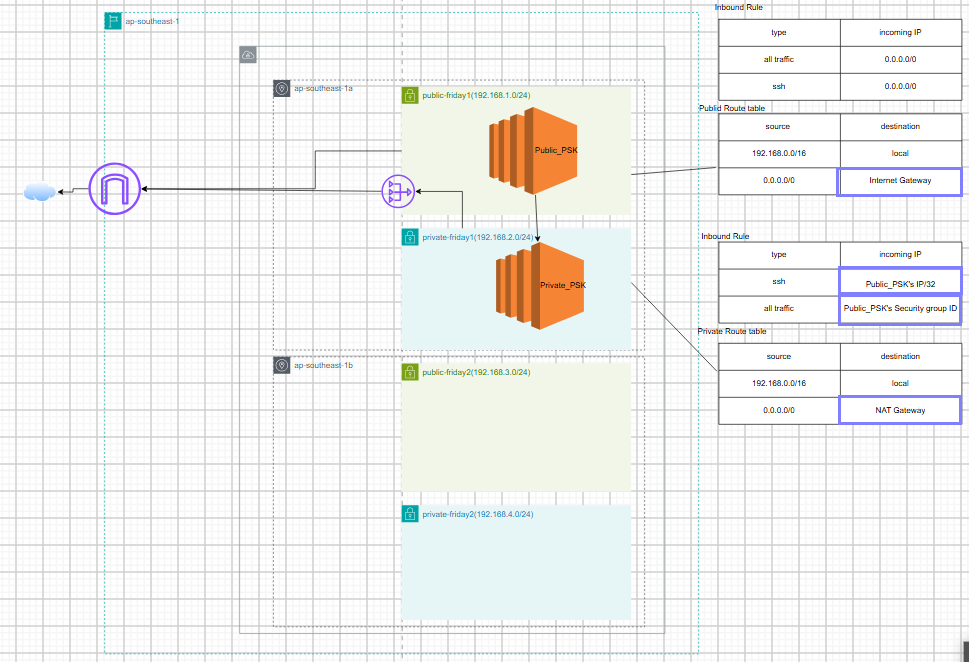 ap-southeast-1
ap-southeast-1a
public-friday1(192.168.1.0/24)
Public_PSK
private-friday1(192.168.2.0/24)
Private_PSK
ap-southeast-1b
public-friday2(192.168.3.0/24)
private-friday2(192.168.4.0/24)
Inbound Rule
type incoming IP
all traffic 0.0.0.0/0
ssh 0.0.0.0/0
Publid Route table
source destination
192.168.0.0/16 local
0.0.0.0/0 Internet Gateway
Inbound Rule
type incoming IP
ssh Public_PSK's IP/32
all traffic Public_PSK's Security group ID
Private Route table
source destination
192.168.0.0/16 local
0.0.0.0/0 NAT Gateway